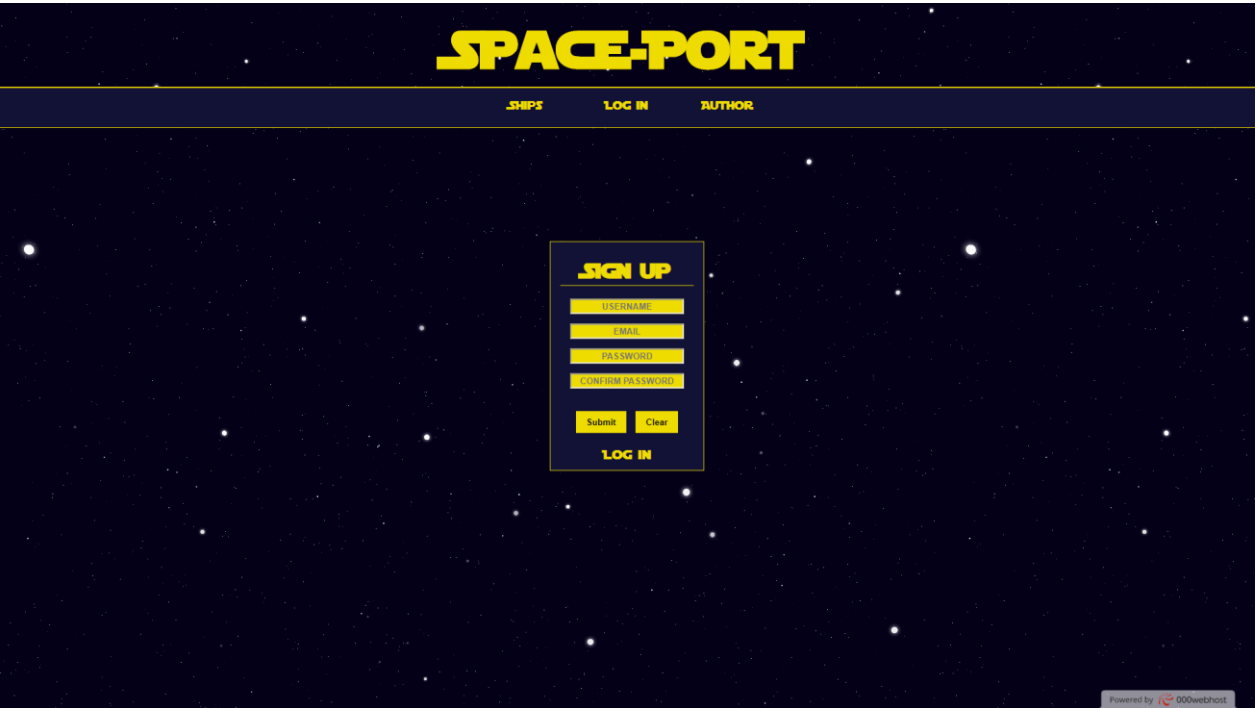 SPACE-PORT
SHIPS LOG IN AUTHOR
SIGN UP
USERNAME
EMAIL
PASSWORD
CONFIRM PASSWORD
Submit Clear
LOG IN
Powered by 000webhost